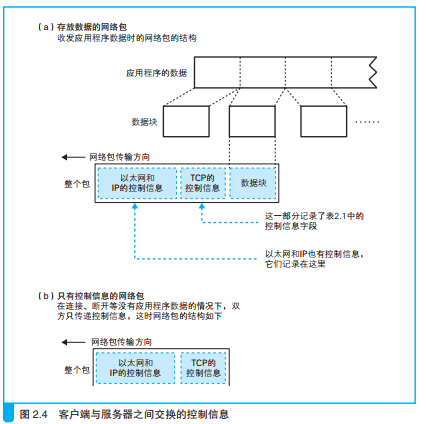 （a）存放数据的网络包
收发应用程序数据时的网络包的结构
应用程序的数据
数据块
……
网络包传输方向
整个包
以太网和
IP的控制信息
TCP的
控制信息
数据块
这一部分记录了表2.1中的
控制信息字段
以太网和IP也有控制信息，
它们记录在这里
（b）只有控制信息的网络包
在连接、断开等没有应用程序数据的情况下，双
方只传递控制信息。这时网络包的结构如下
网络包传输方向
整个包
以太网和
IP的控制信息
TCP的
控制信息
图 2.4 客户端与服务器之间交换的控制信息